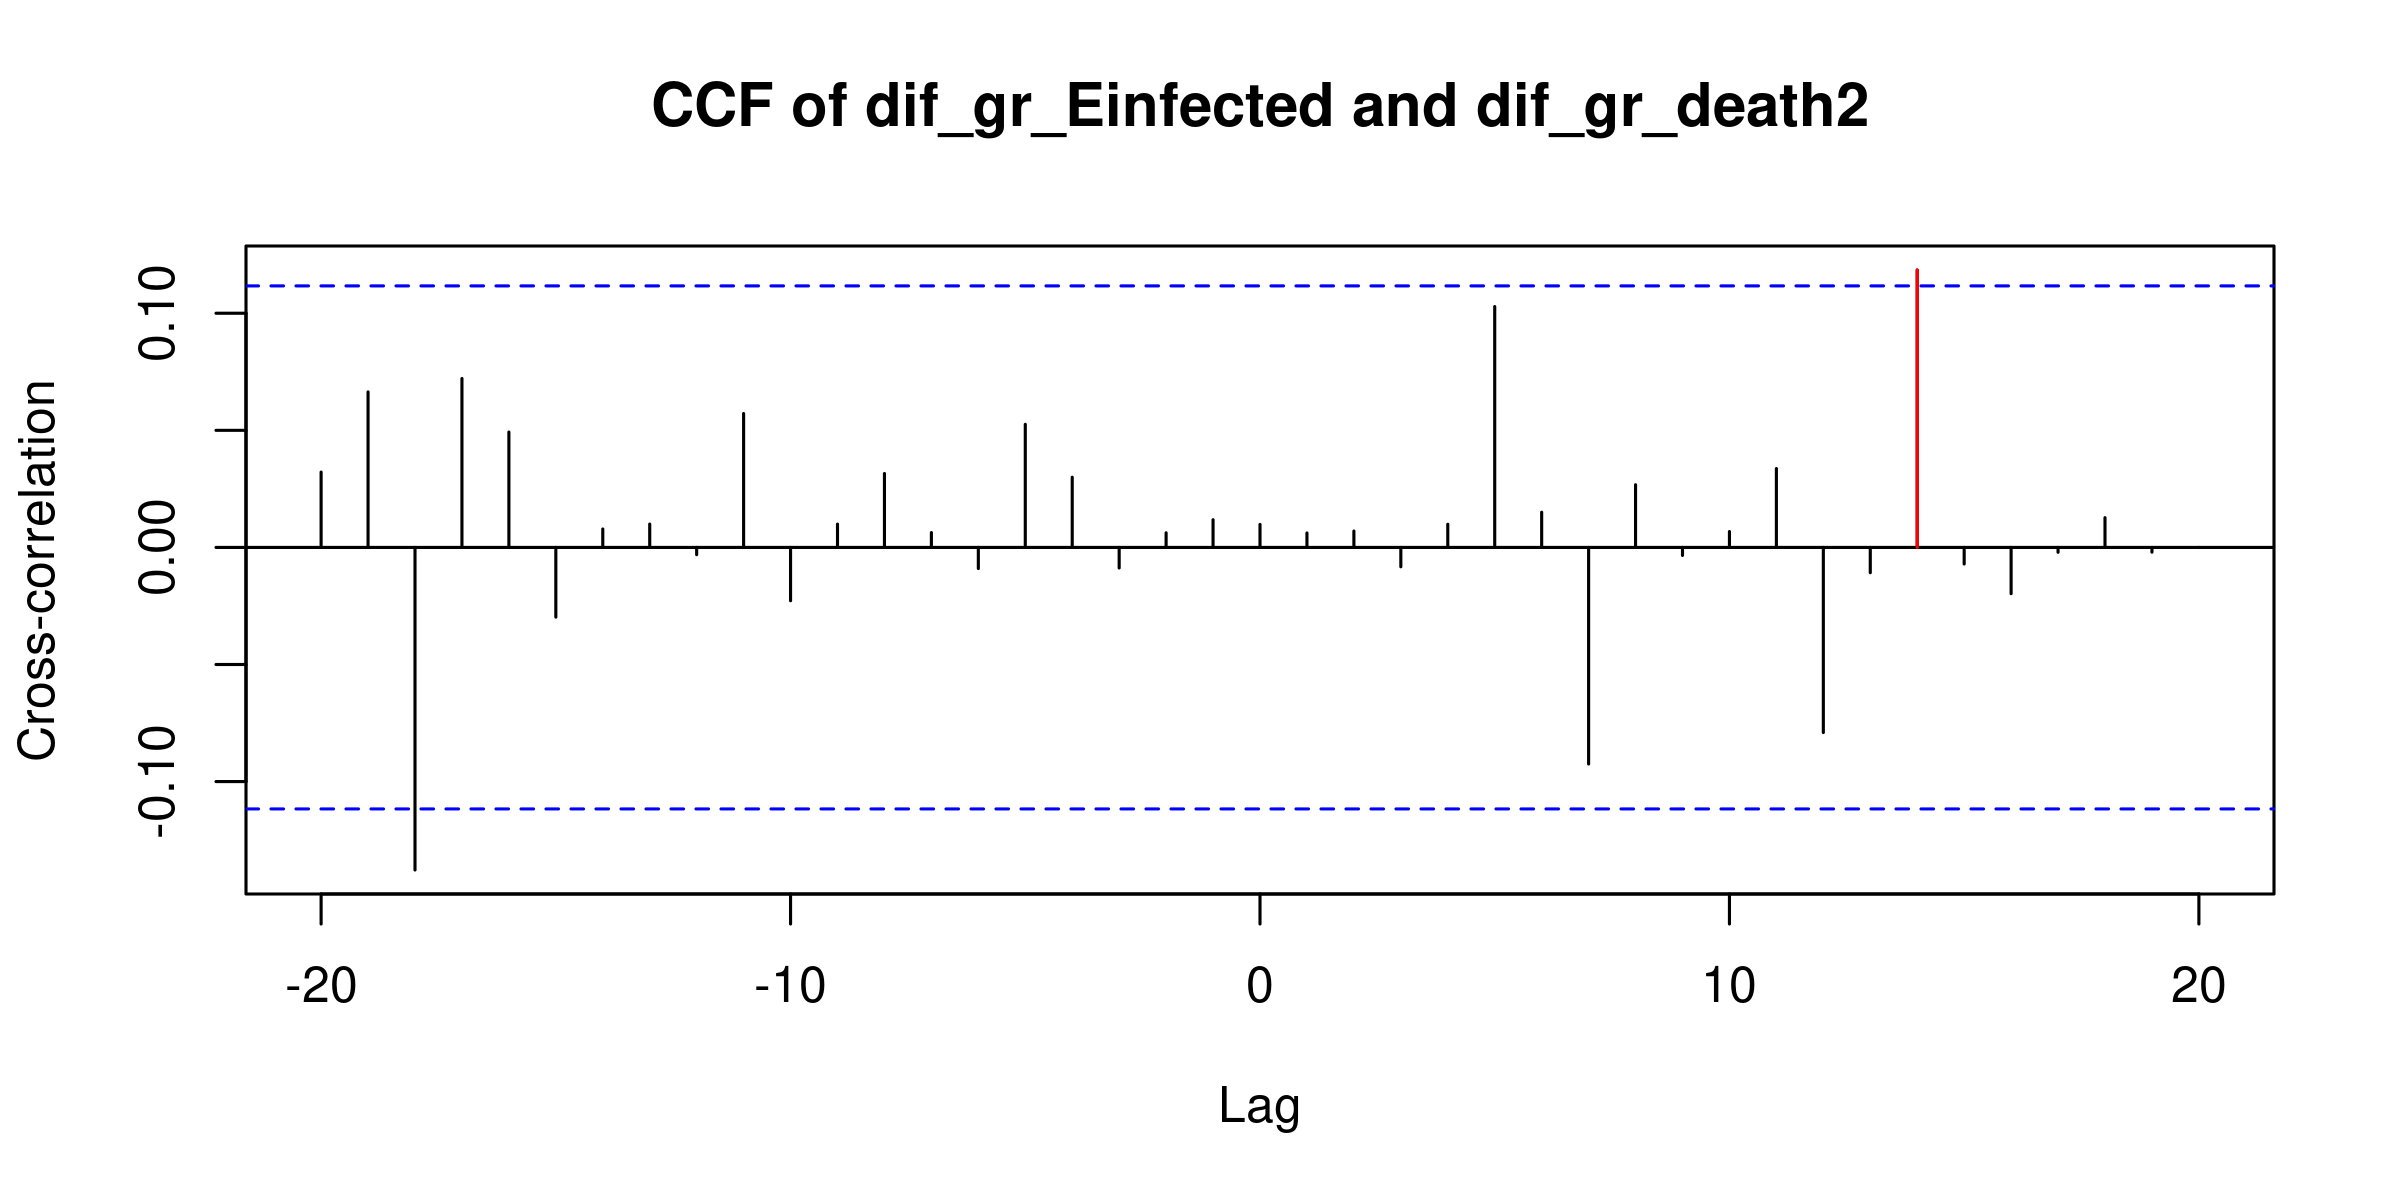 CCF of dif_gr_Einfected and dif_gr_death2
Cross-correlation
0.10
0.00
-0.10
-20 -10 0 10 20
Lag